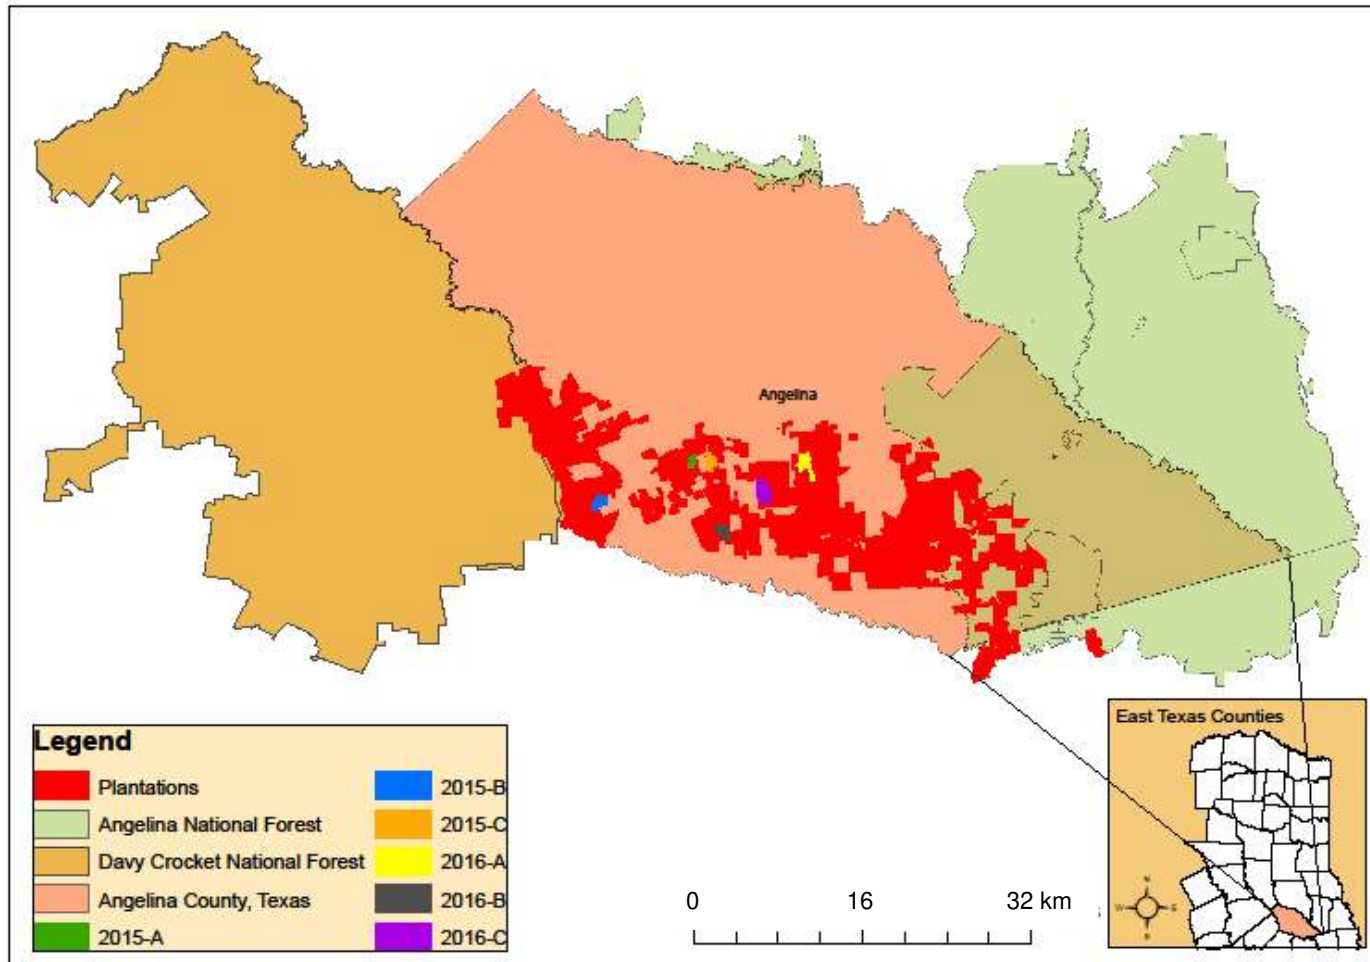 Angelina
Legend
Plantations
Angelina National Forest
Davy Crocket National Forest
Angelina County, Texas
2015-A
2015-B
2015-C
2016-A
2016-B
2016-C
0 16 32 km
East Texas Counties
N
W E
S